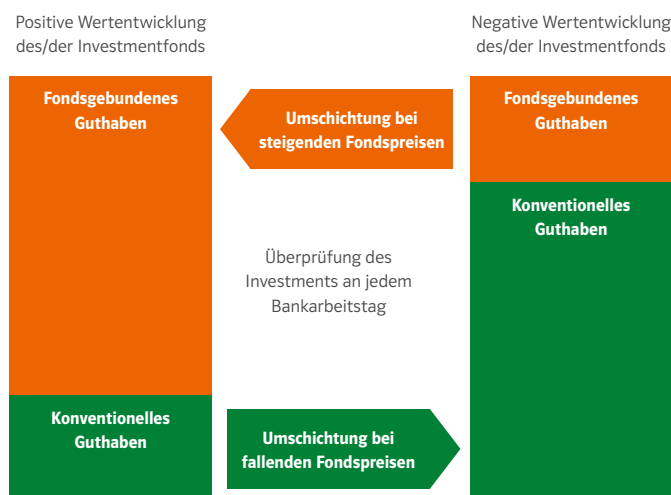 Positive Wertentwicklung
des/der Investmentfonds
Negative Wertentwicklung
des/der Investmentfonds
Fondsgebundenes
Guthaben
Umschichtung bei
steigenden Fondspreisen
Fondsgebundenes
Guthaben
Konventionelles
Guthaben
Überprüfung des
Investments an jedem
Bankarbeitstag
Konventionelles
Guthaben
Umschichtung bei
fallenden Fondspreisen